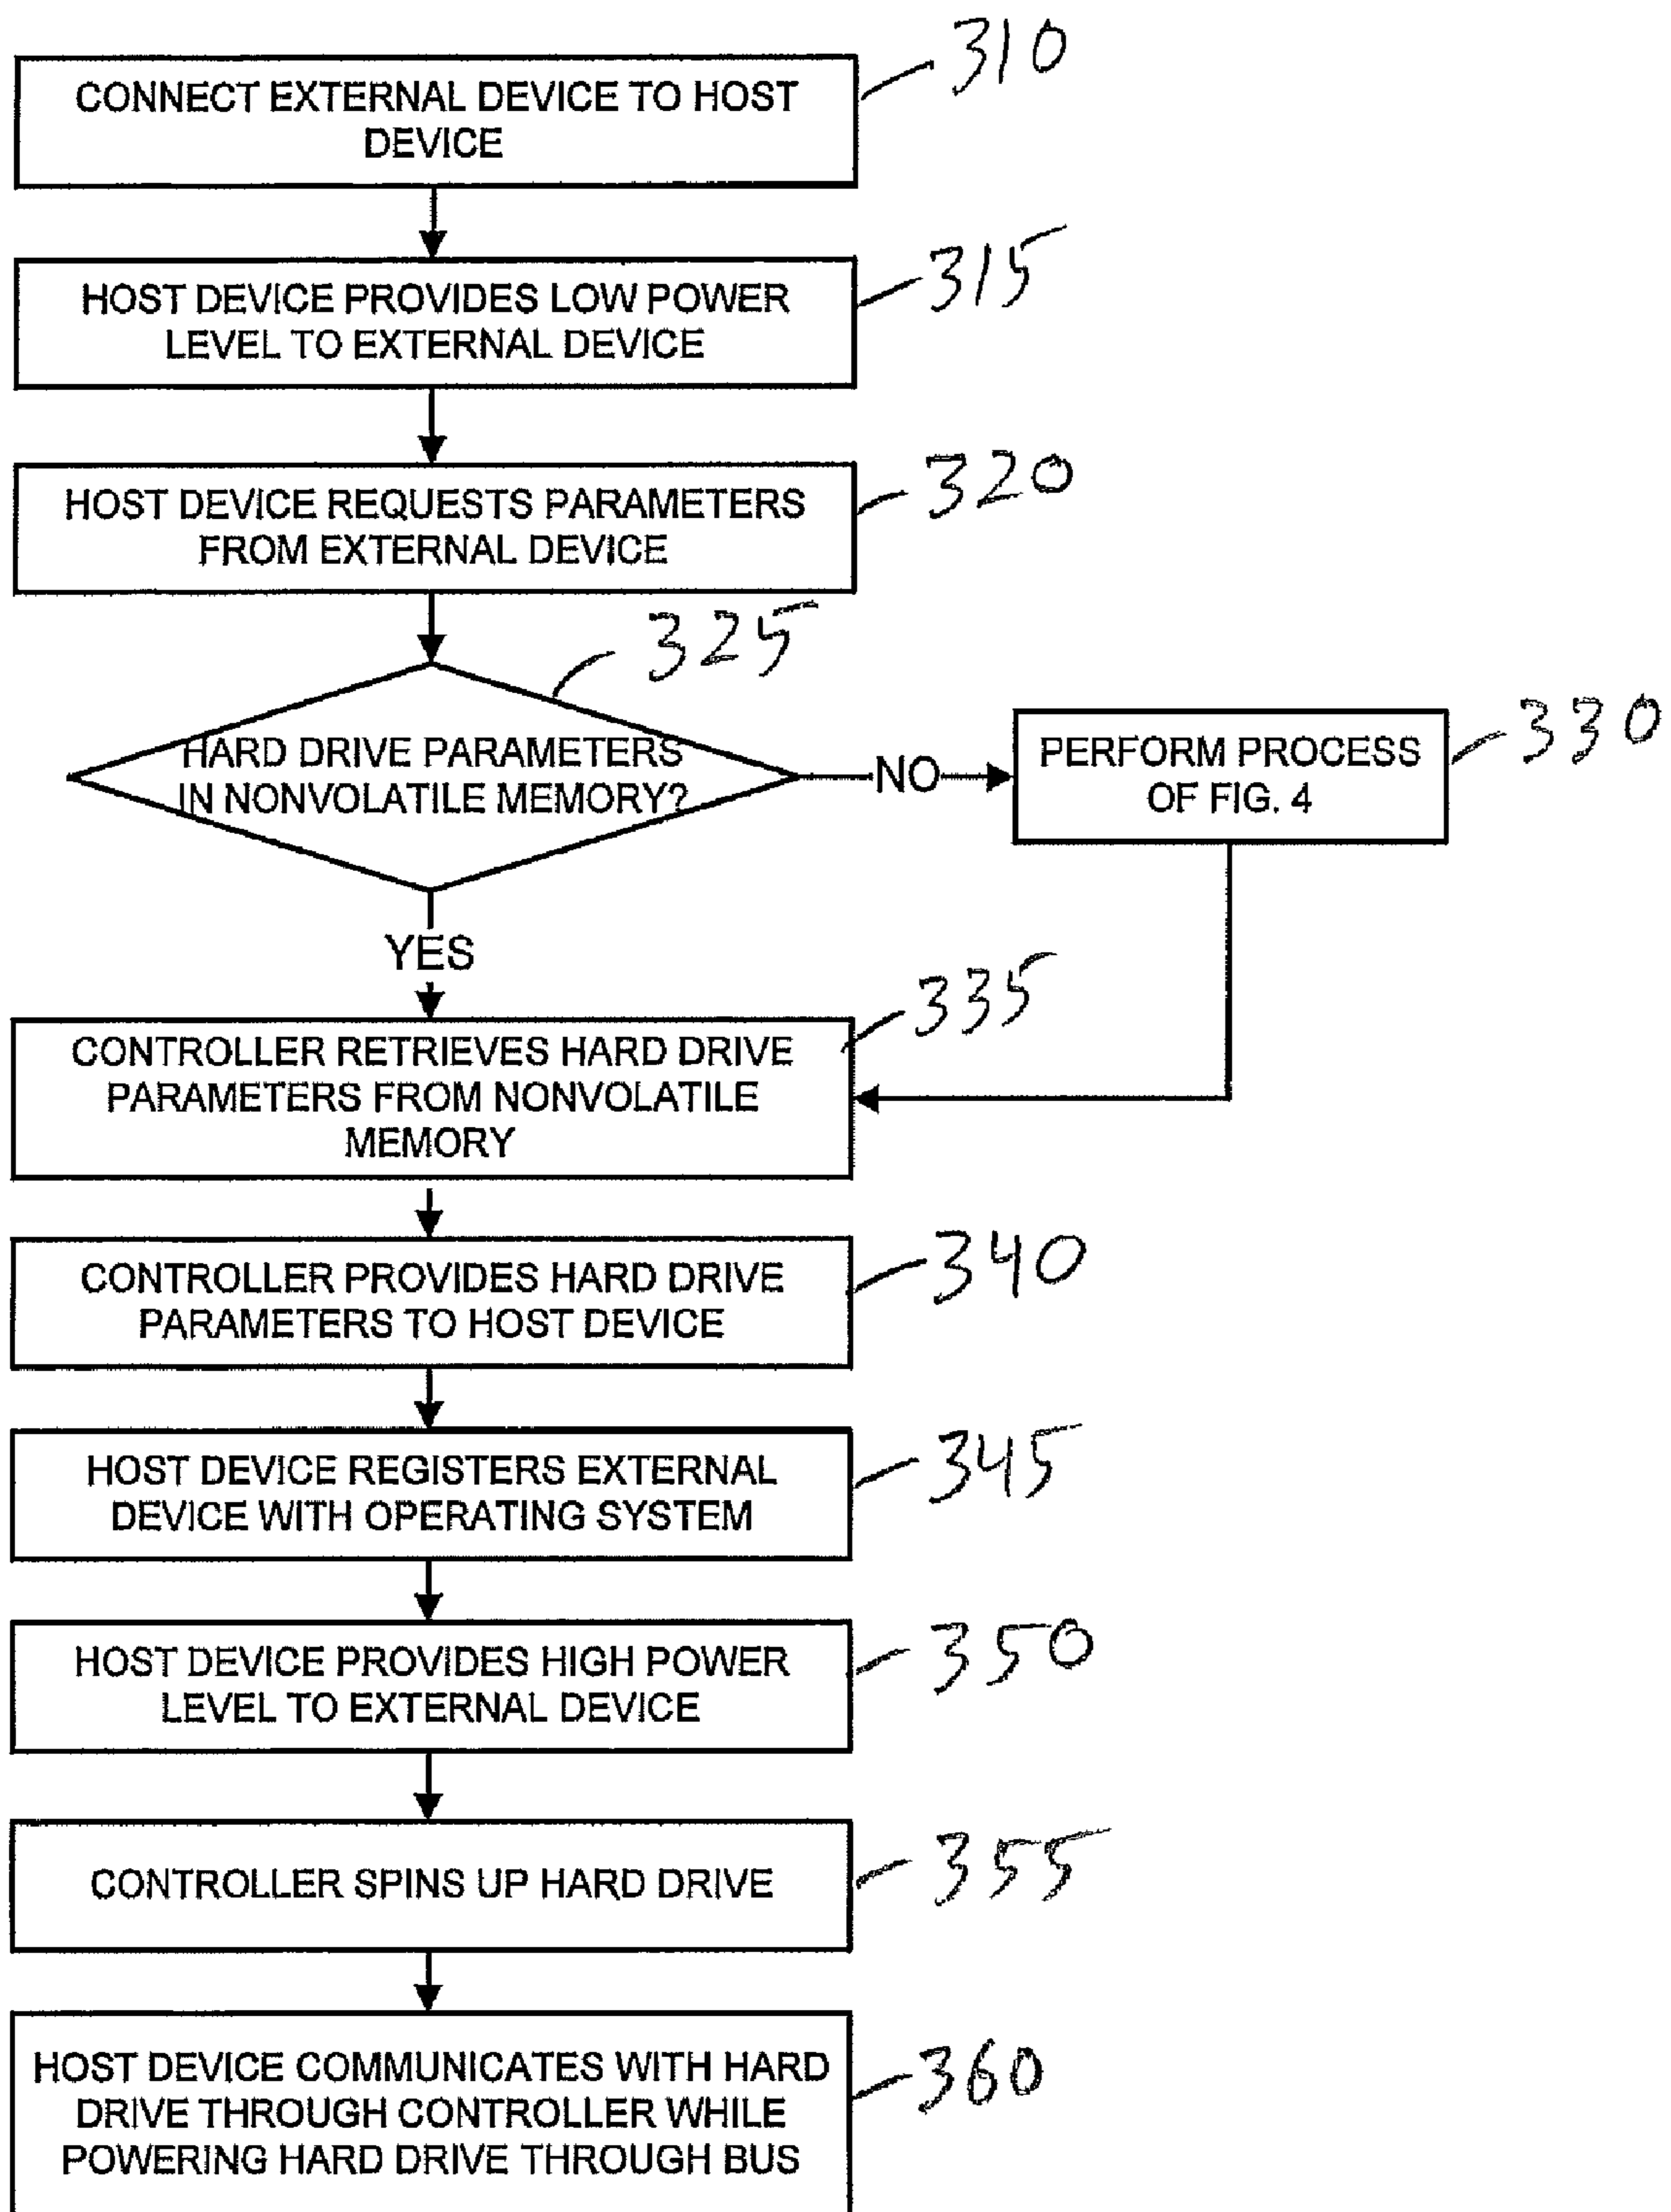 310
CONNECT EXTERNAL DEVICE TO HOST
DEVICE
315
HOST DEVICE PROVIDES LOW POWER
LEVEL TO EXTERNAL DEVICE
320
HOST DEVICE REQUESTS PARAMETERS
FROM EXTERNAL DEVICE
325
HARD DRIVE PARAMETERS
IN NONVOLATILE MEMORY?
NO
330
PERFORM PROCESS
OF FIG. 4
YES
335
CONTROLLER RETRIEVES HARD DRIVE
PARAMETERS FROM NONVOLATILE
MEMORY
340
CONTROLLER PROVIDES HARD DRIVE
PARAMETERS TO HOST DEVICE
345
HOST DEVICE REGISTERS EXTERNAL
DEVICE WITH OPERATING SYSTEM
350
HOST DEVICE PROVIDES HIGH POWER
LEVEL TO EXTERNAL DEVICE
355
CONTROLLER SPINS UP HARD DRIVE
360
HOST DEVICE COMMUNICATES WITH HARD
DRIVE THROUGH CONTROLLER WHILE
POWERING HARD DRIVE THROUGH BUS